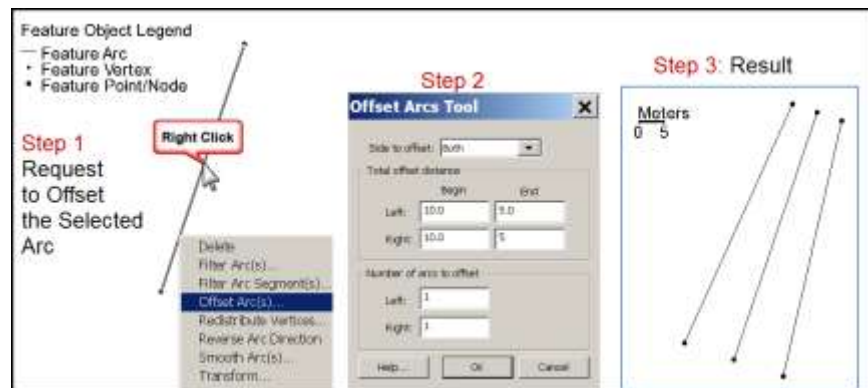 Feature Object Legend
Feature Arc
Feature Vertex
Feature Point/Node
Step 1
Request
to Offset
the Selected
Arc
Right Click
Delete
Filter Arc(s)...
Filter Arc Segment(s)...
Offset Arc(s)...
Redistribute Vertices...
Reverse Arc Direction
Smooth Arc(s)...
Transform...
Step 2
Offset Arcs Tool
Side to offset: Both
Total offset distance
Begin End
Left: 10.0 5.0
Right: 10.0 5
Number of arcs to offset
Left: 1
Right: 1
Help... OK Cancel
Step 3: Result
Meters
0 5